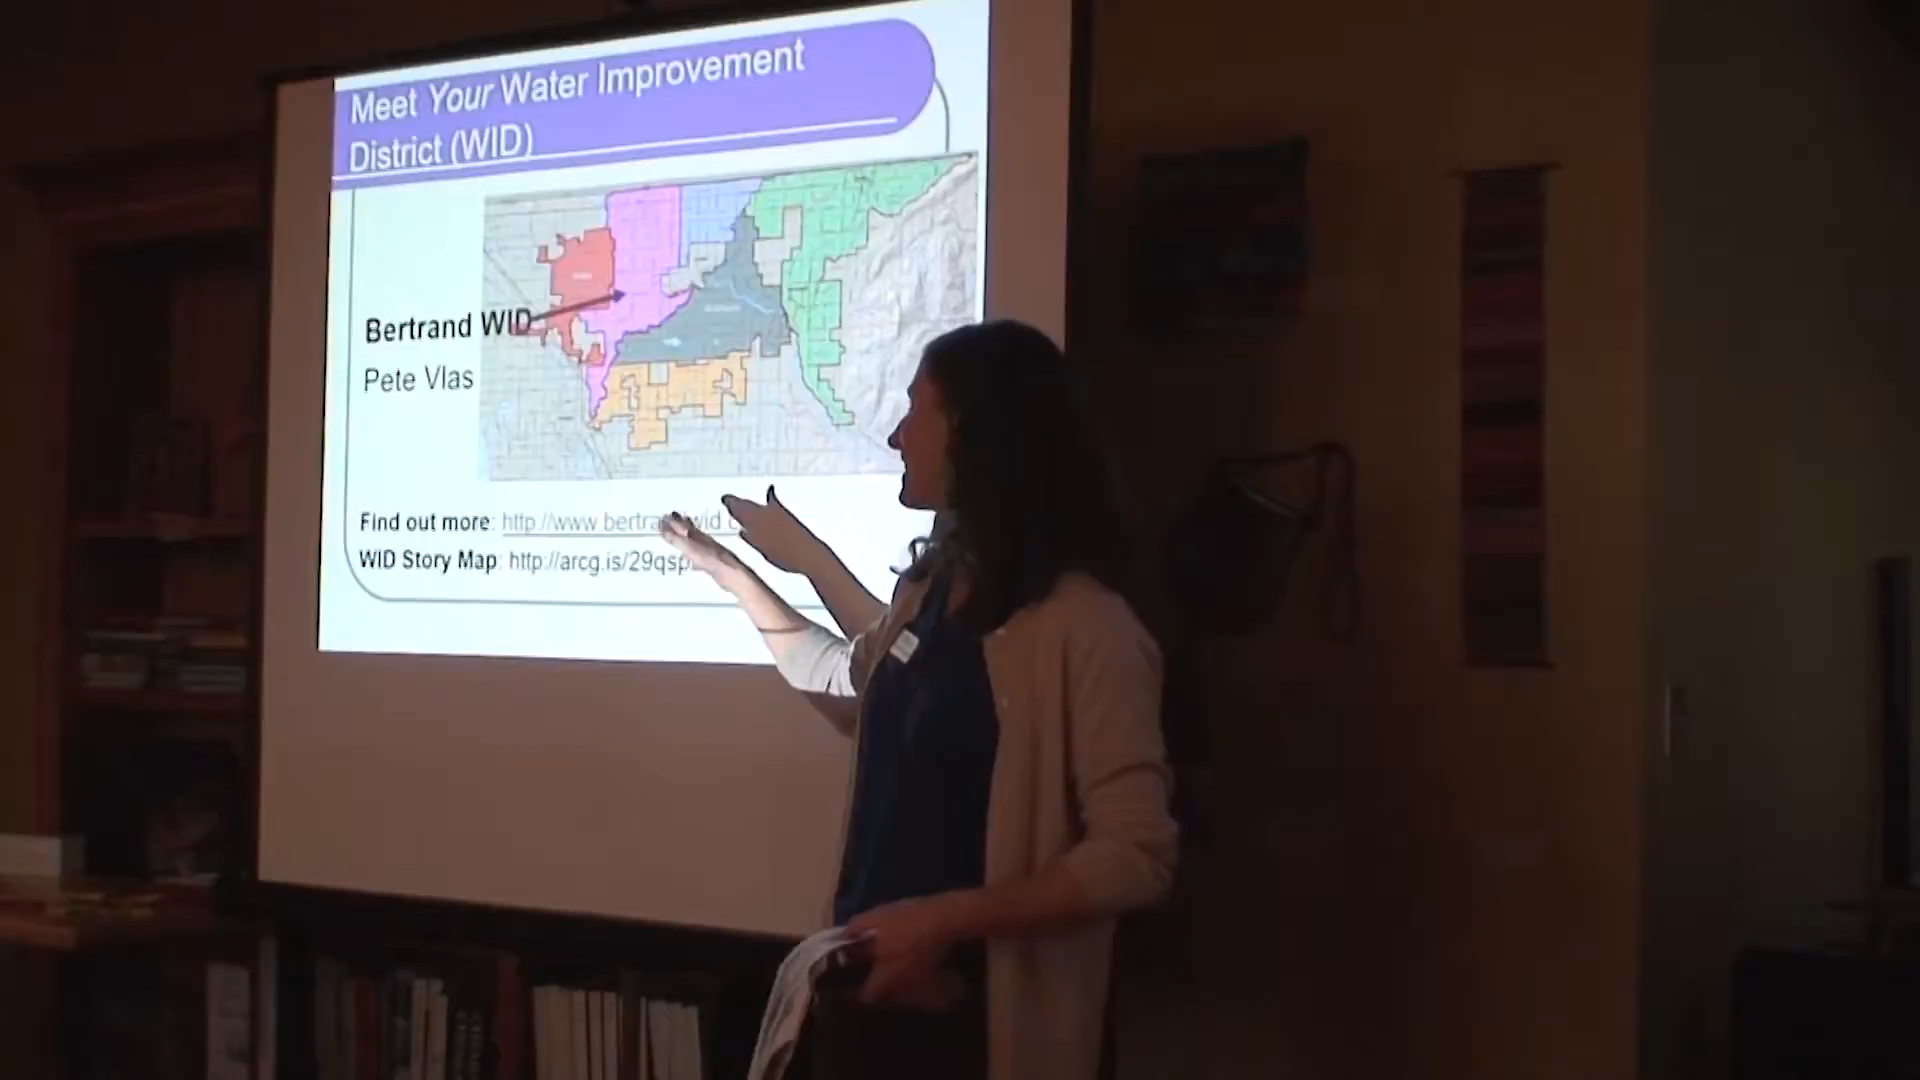 Meet Your Water Improvement
District (WID)
Bertrand WID
Pete Vlas
Find out more: http://www
WID Story Map: http://arcg.is/29qsp